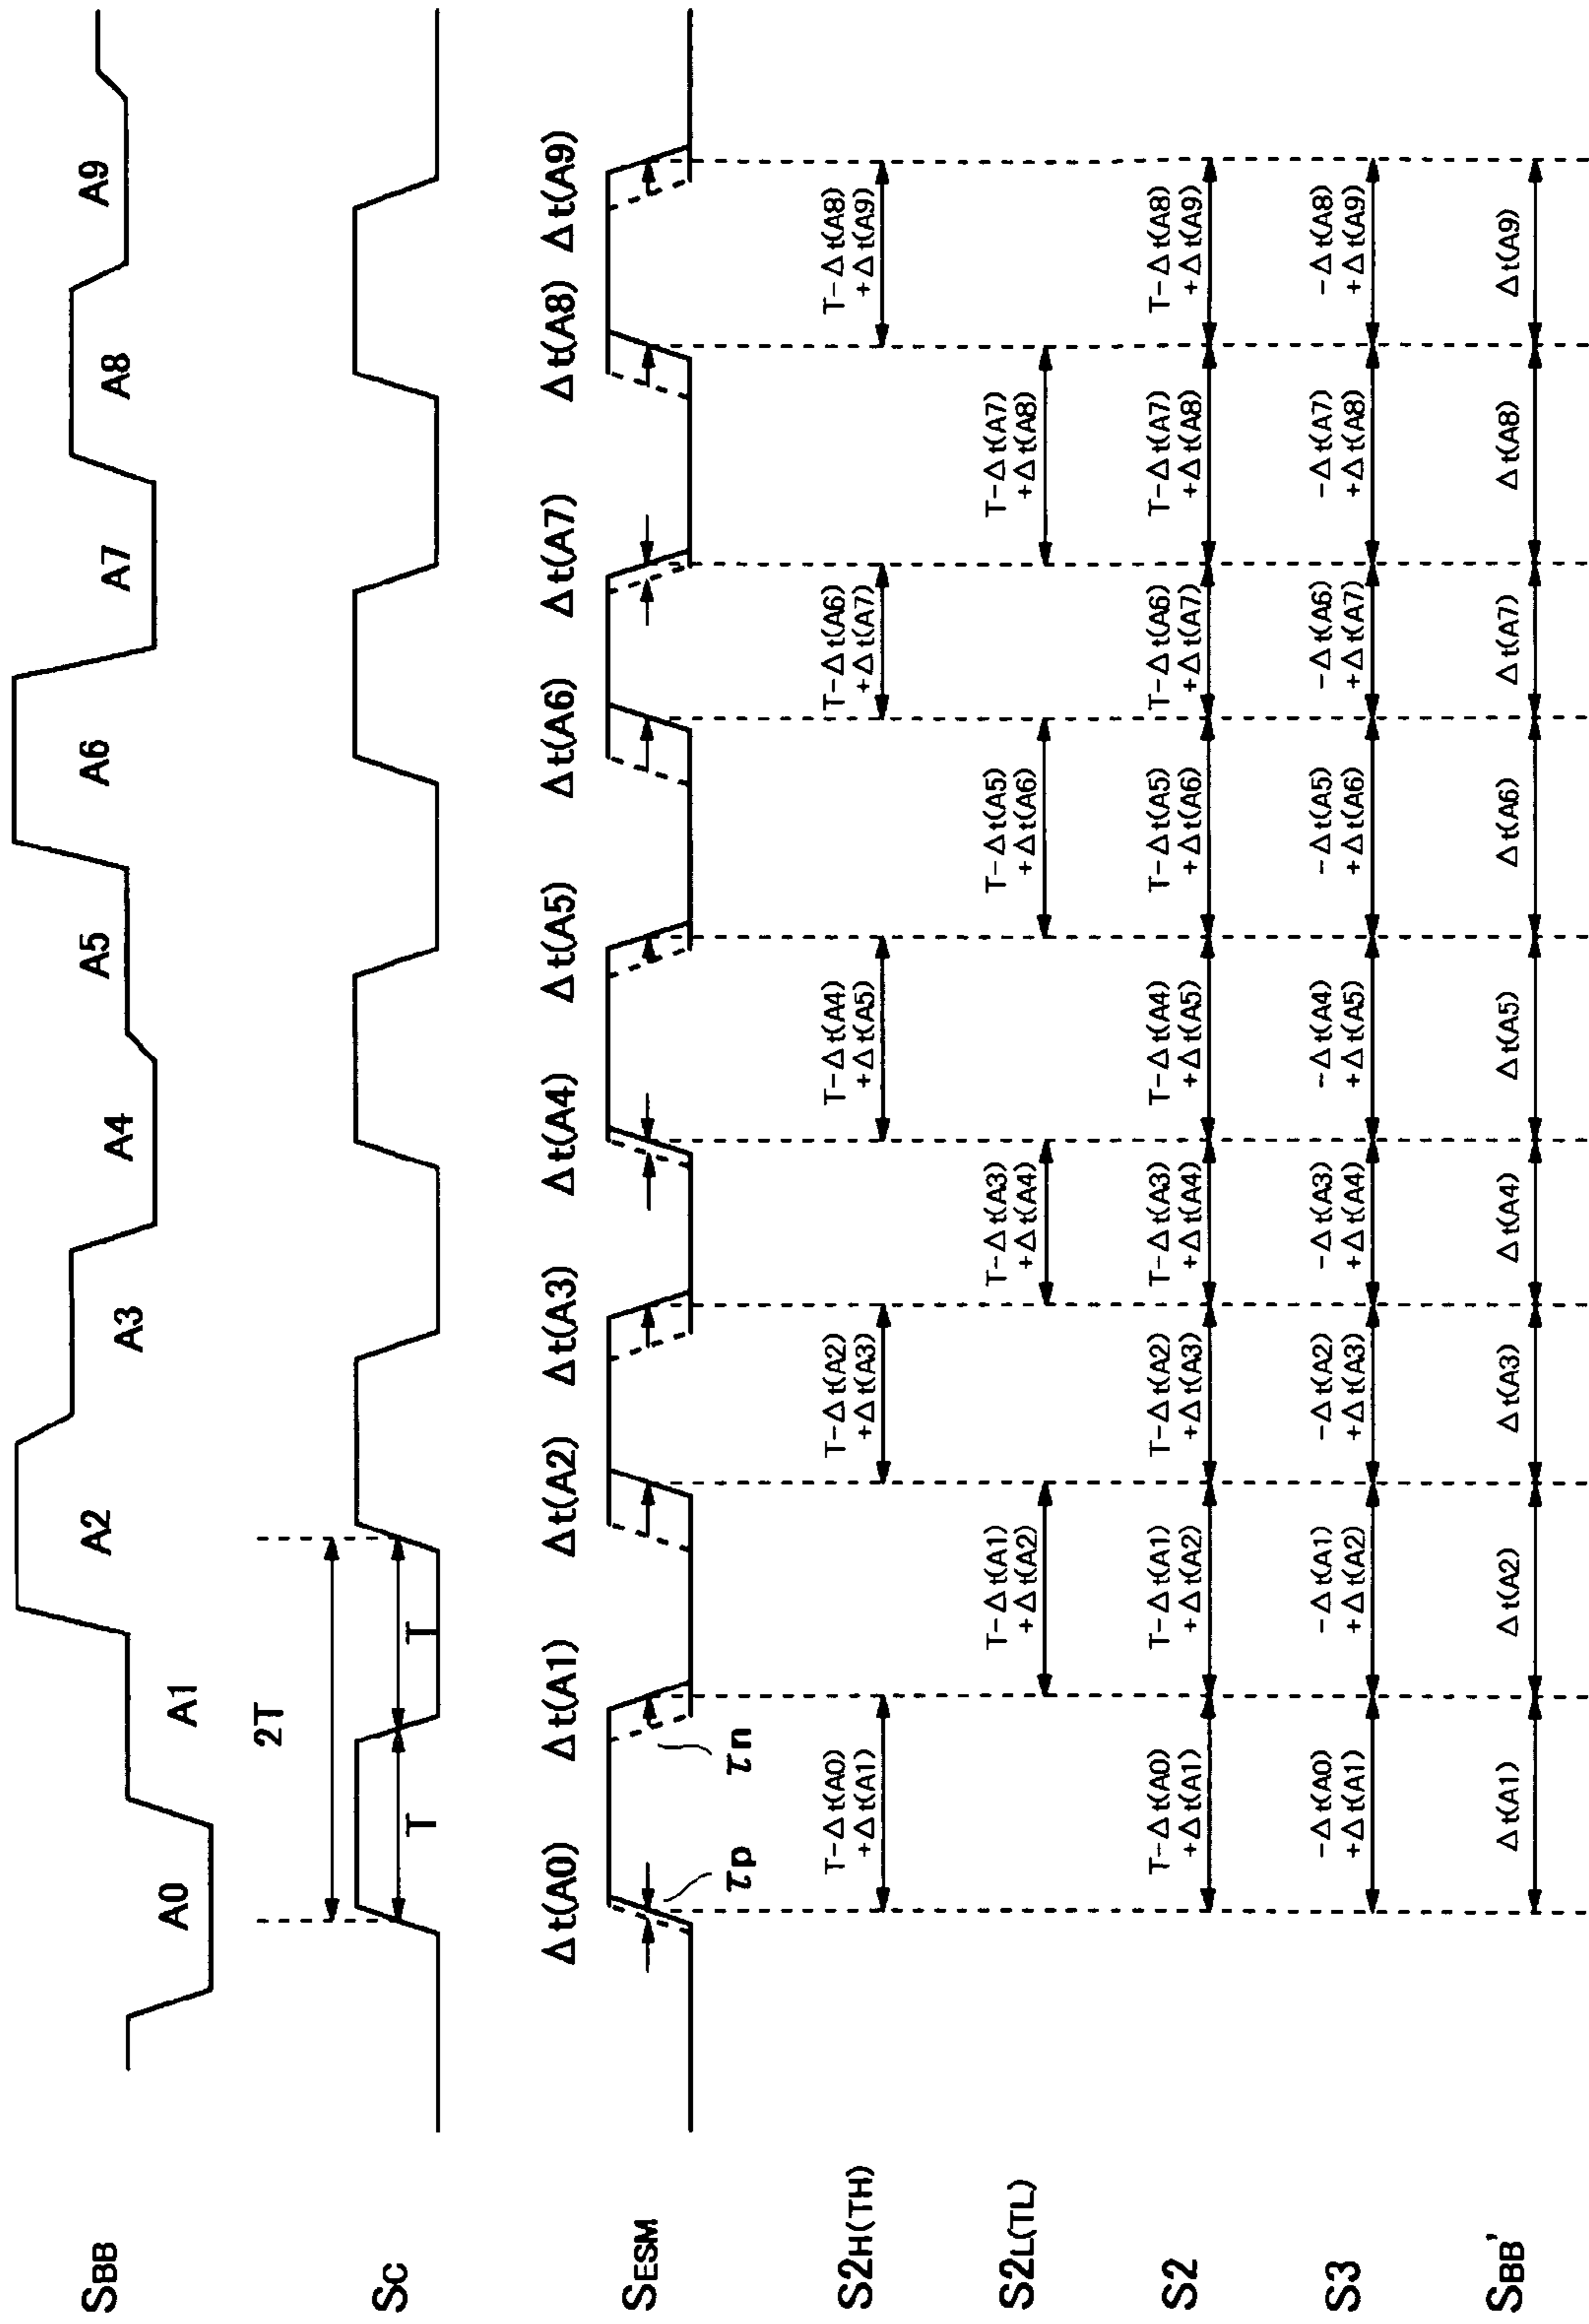 SBB
A0
A1
A2
A3
A4
A5
A6
A7
A8
A9
SC
2T
T
T
SESM
Δt(A0)
Δt(A1)
Δt(A2)
Δt(A3)
Δt(A4)
Δt(A5)
Δt(A6)
Δt(A7)
Δt(A8)
Δt(A9)
τp
τn
S2H(TH)
T-Δt(A0)
+Δt(A1)
T-Δt(A2)
+Δt(A3)
T-Δt(A4)
+Δt(A5)
T-Δt(A6)
+Δt(A7)
T-Δt(A8)
+Δt(A9)
S2L(TL)
T-Δt(A1)
+Δt(A2)
T-Δt(A3)
+Δt(A4)
T-Δt(A5)
+Δt(A6)
T-Δt(A7)
+Δt(A8)
S2
T-Δt(A0)
+Δt(A1)
T-Δt(A1)
+Δt(A2)
T-Δt(A2)
+Δt(A3)
T-Δt(A3)
+Δt(A4)
T-Δt(A4)
+Δt(A5)
T-Δt(A5)
+Δt(A6)
T-Δt(A6)
+Δt(A7)
T-Δt(A7)
+Δt(A8)
T-Δt(A8)
+Δt(A9)
S3
-Δt(A0)
+Δt(A1)
-Δt(A1)
+Δt(A2)
-Δt(A2)
+Δt(A3)
-Δt(A3)
+Δt(A4)
-Δt(A4)
+Δt(A5)
-Δt(A5)
+Δt(A6)
-Δt(A6)
+Δt(A7)
-Δt(A7)
+Δt(A8)
-Δt(A8)
+Δt(A9)
SBB'
Δt(A1)
Δt(A2)
Δt(A3)
Δt(A4)
Δt(A5)
Δt(A6)
Δt(A7)
Δt(A8)
Δt(A9)